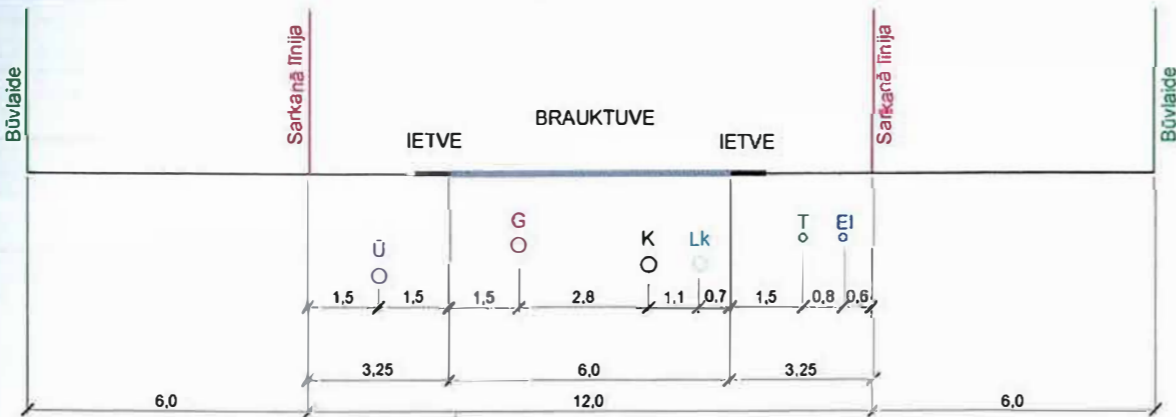 Būvlaide
Sarkanā līnija
Sarkanā līnija
Būvlaide
BRAUKTUVE
IETVE
IETVE
Ū
G
K
Lk
T
El
1,5
1,5
1,5
2,8
1,1
0,7
1,5
0,8
0,6
3,25
6,0
3,25
6,0
12,0
6,0